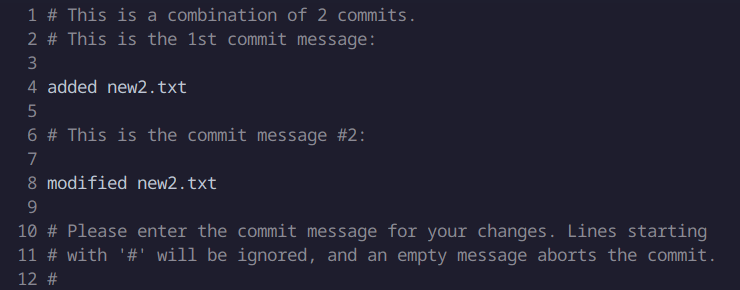 1 # This is a combination of 2 commits.
2 # This is the 1st commit message:
3
4 added new2.txt
5
6 # This is the commit message #2:
7
8 modified new2.txt
9
10 # Please enter the commit message for your changes. Lines starting
11 # with '#' will be ignored, and an empty message aborts the commit.
12 #